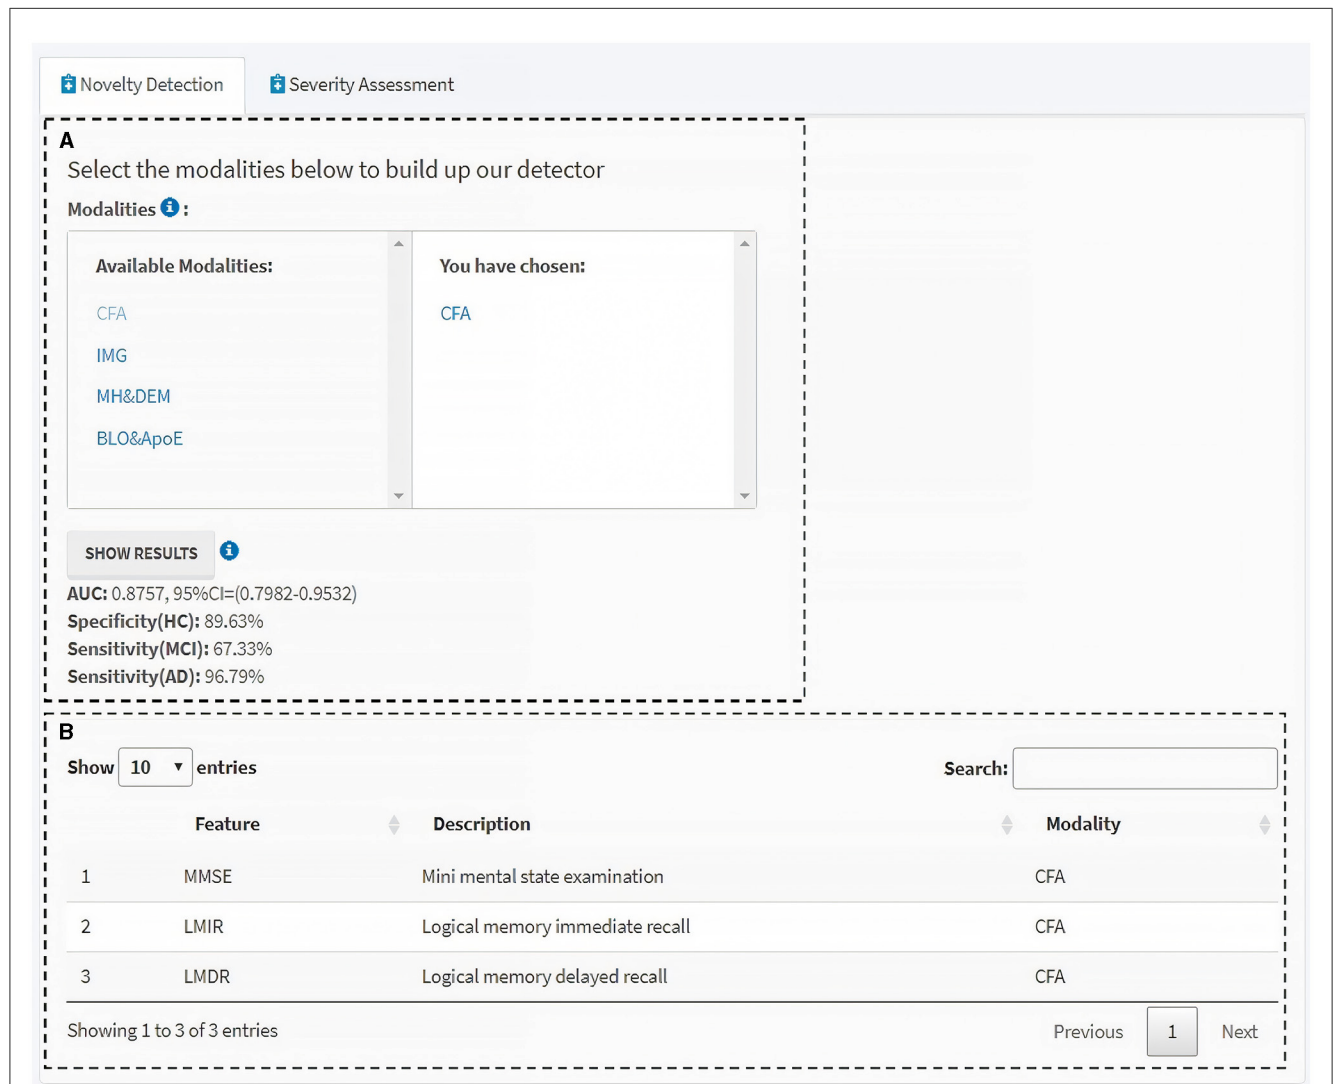 Novelty Detection Severity Assessment
A
Select the modalities below to build up our detector
Modalities i :
Available Modalities: You have chosen:
CFA CFA
IMG
MH&DEM
BLO&ApoE
SHOW RESULTS i
AUC: 0.8757, 95%CI=(0.7982-0.9532)
Specificity(HC): 89.63%
Sensitivity(MCI): 67.33%
Sensitivity(AD): 96.79%
B
Show 10 entries Search:
Feature Description Modality
1 MMSE Mini mental state examination CFA
2 LMIR Logical memory immediate recall CFA
3 LMDR Logical memory delayed recall CFA
Showing 1 to 3 of 3 entries Previous 1 Next